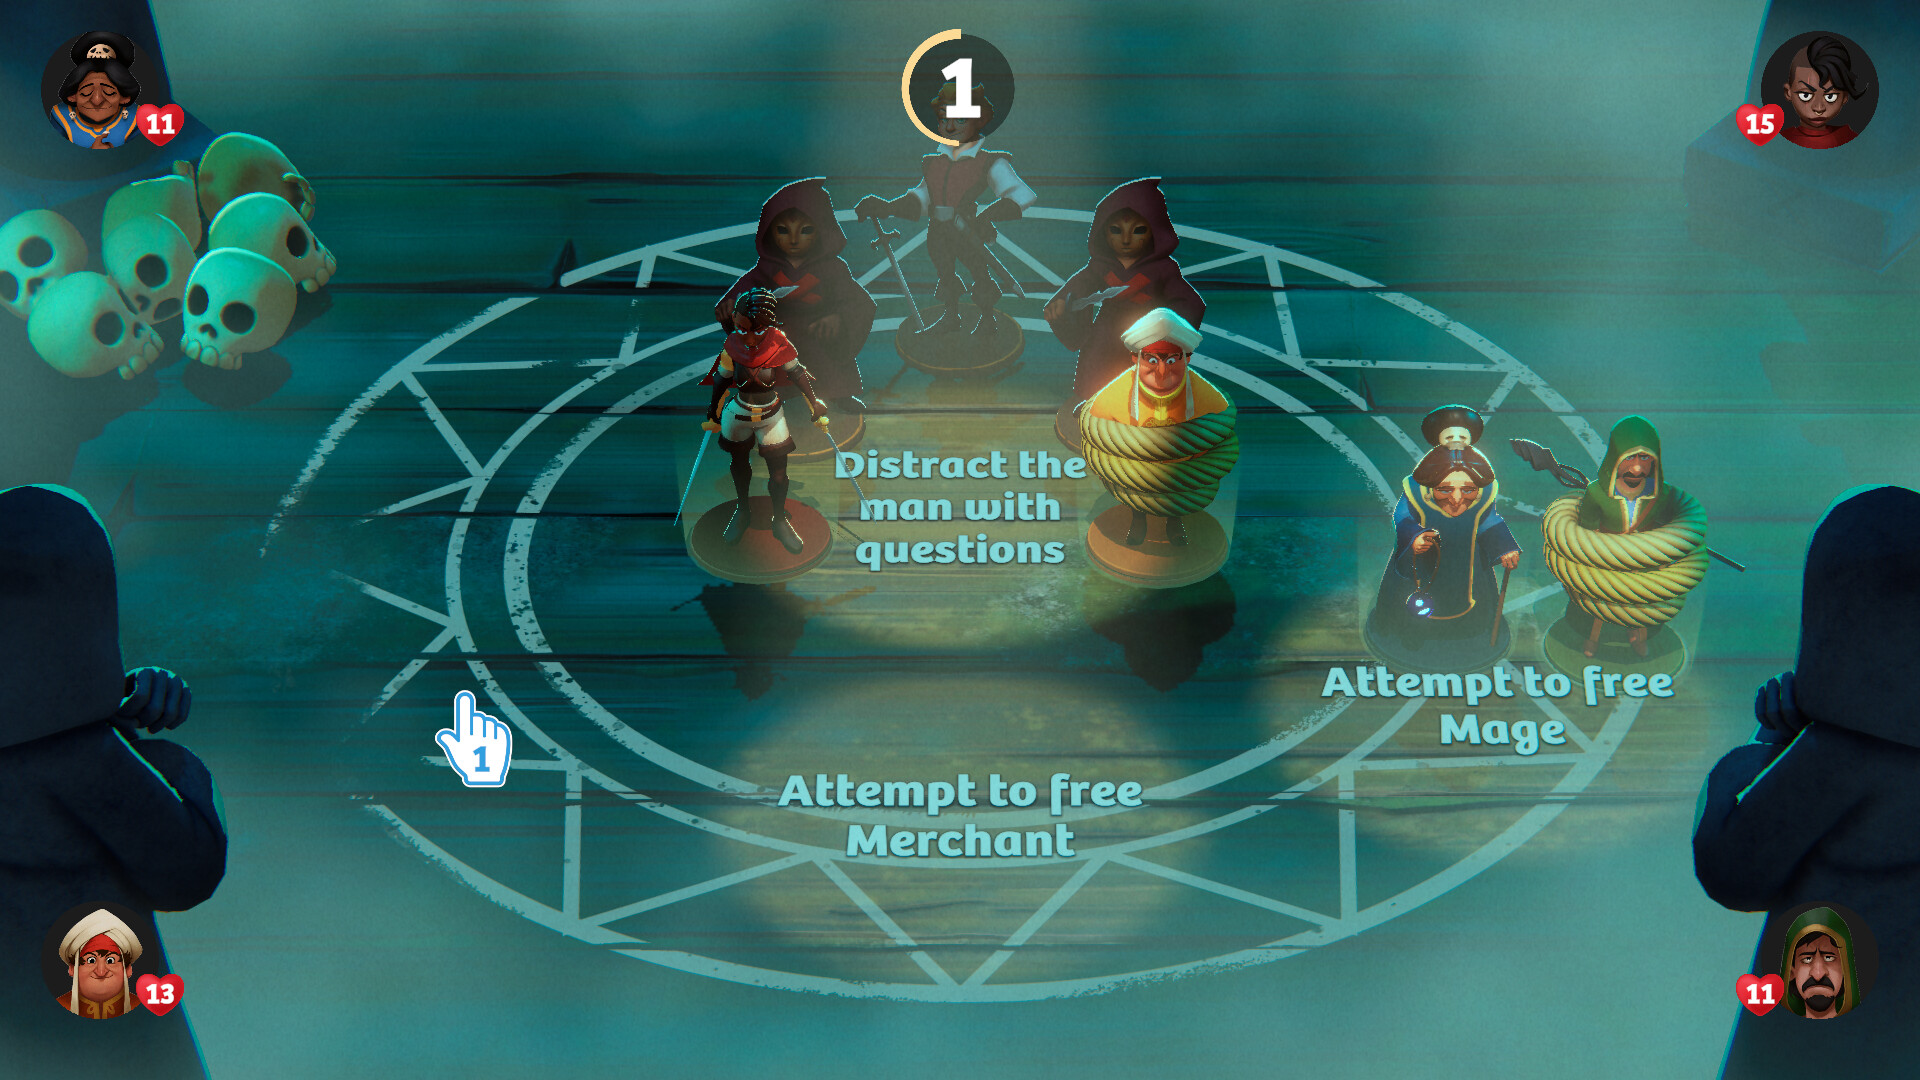 1
11
15
Distract the
man with
questions
Attempt to free
Mage
1
Attempt to free
Merchant
13
11